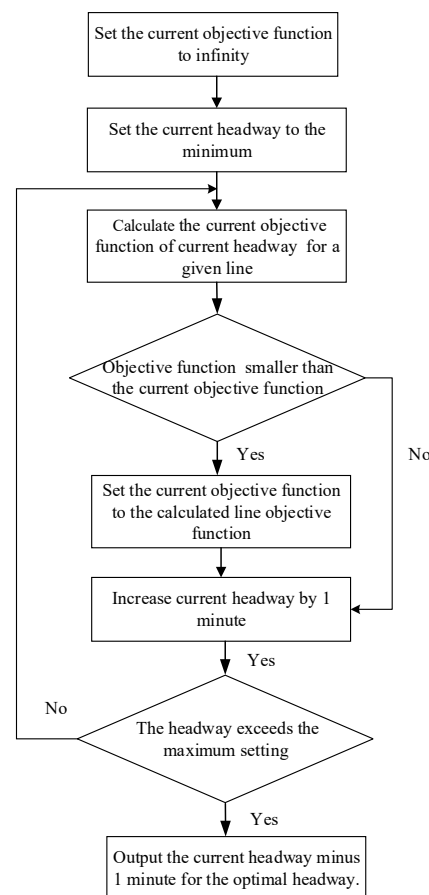 Set the current objective function
to infinity
Set the current headway to the
minimum
Calculate the current objective
function of current headway for a
given line
Objective function smaller than
the current objective function
No
Yes
Set the current objective function
to the calculated line objective
function
Increase current headway by 1
minute
Yes
No
The headway exceeds the
maximum setting
Yes
Output the current headway minus
1 minute for the optimal headway.